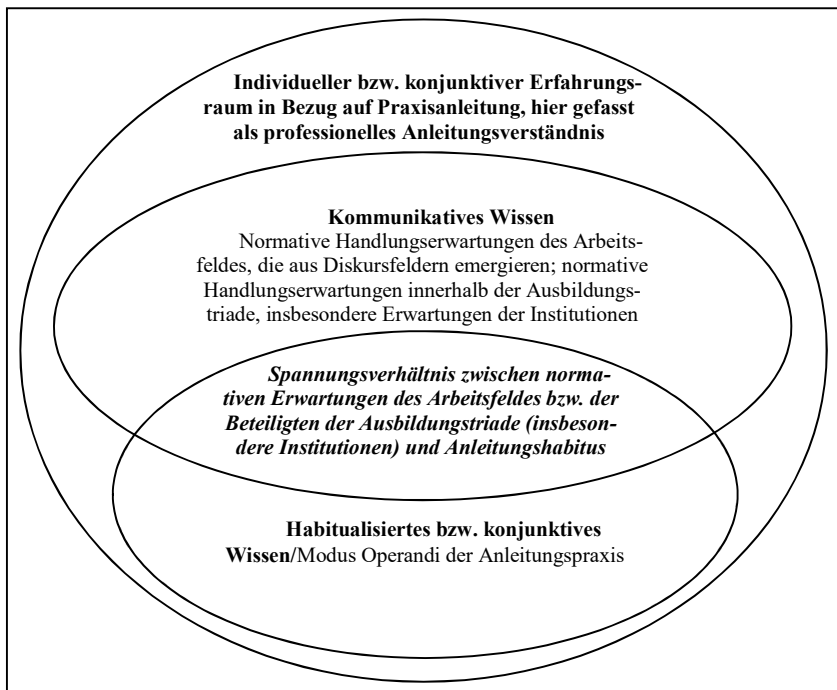 Individueller bzw. konjunktiver Erfahrungs-
raum in Bezug auf Praxisanleitung, hier gefasst
als professionelles Anleitungsverständnis
Kommunikatives Wissen
Normative Handlungserwartungen des Arbeits-
feldes, die aus Diskursfeldern emergieren; normative
Handlungserwartungen innerhalb der Ausbildungs-
triade, insbesondere Erwartungen der Institutionen
Spannungsverhältnis zwischen norma-
tiven Erwartungen des Arbeitsfeldes bzw. der
Beteiligten der Ausbildungstriade (insbeson-
dere Institutionen) und Anleitungshabitus
Habitualisiertes bzw. konjunktives
Wissen/Modus Operandi der Anleitungspraxis